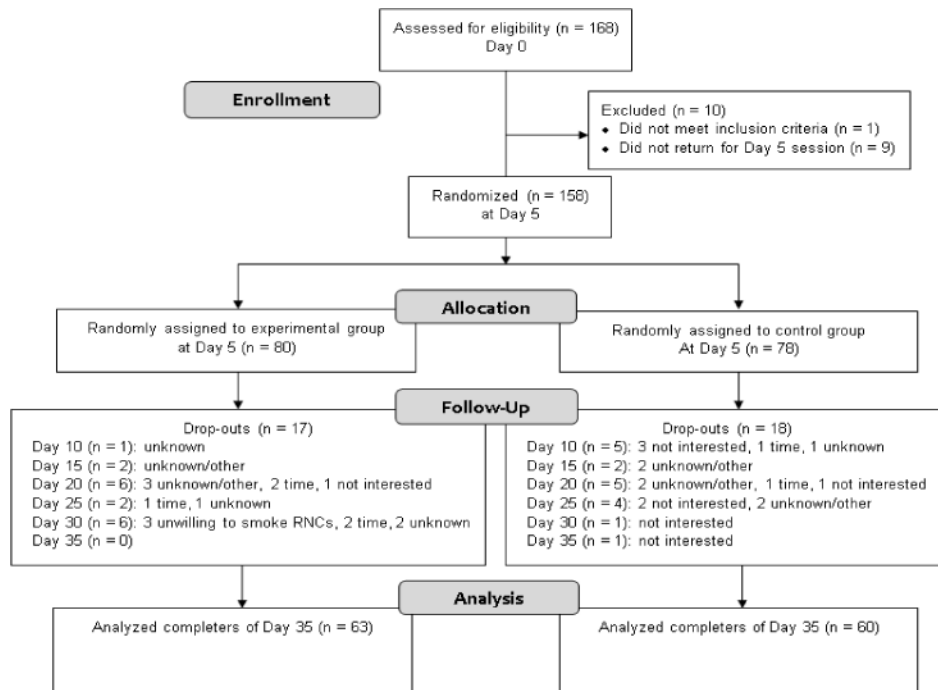 Assessed for eligibility (n = 168)
Day 0
Enrollment
Excluded (n = 10)
♦ Did not meet inclusion criteria (n = 1)
♦ Did not return for Day 5 session (n = 9)
Randomized (n = 158)
at Day 5
Allocation
Randomly assigned to experimental group
at Day 5 (n = 80)
Randomly assigned to control group
At Day 5 (n = 78)
Follow-Up
Drop-outs (n = 17)
Day 10 (n = 1): unknown
Day 15 (n = 2): unknown/other
Day 20 (n = 6): 3 unknown/other, 2 time, 1 not interested
Day 25 (n = 2): 1 time, 1 unknown
Day 30 (n = 6): 3 unwilling to smoke RNCs, 2 time, 2 unknown
Day 35 (n = 0)
Drop-outs (n = 18)
Day 10 (n = 5): 3 not interested, 1 time, 1 unknown
Day 15 (n = 2): 2 unknown/other
Day 20 (n = 5): 2 unknown/other, 1 time, 1 not interested
Day 25 (n = 4): 2 not interested, 2 unknown/other
Day 30 (n = 1): not interested
Day 35 (n = 1): not interested
Analysis
Analyzed completers of Day 35 (n = 63)
Analyzed completers of Day 35 (n = 60)